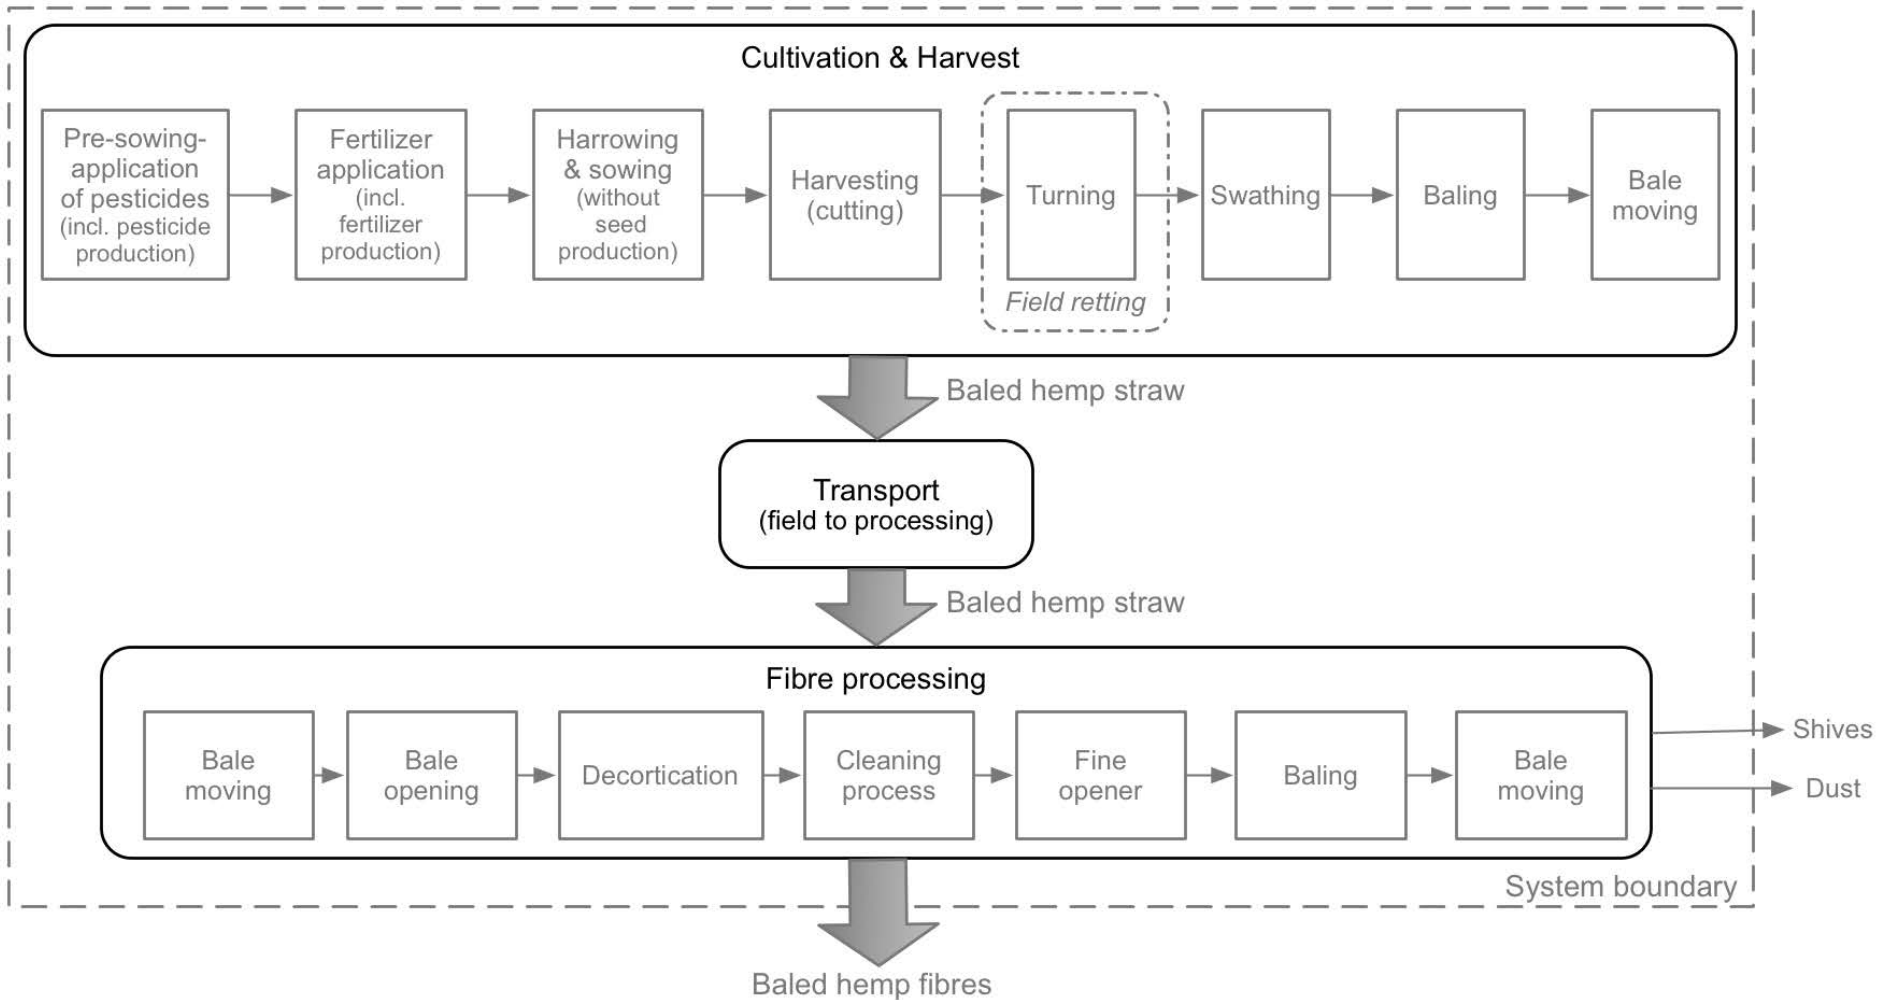 Cultivation & Harvest
Pre-sowing-
application
of pesticides
(incl. pesticide
production)
Fertilizer
application
(incl.
fertilizer
production)
Harrowing
& sowing
(without
seed
production)
Harvesting
(cutting)
Turning
Field retting
Swathing
Baling
Bale
moving
Baled hemp straw
Transport
(field to processing)
Baled hemp straw
Fibre processing
Bale
moving
Bale
opening
Decortication
Cleaning
process
Fine
opener
Baling
Bale
moving
Shives
Dust
System boundary
Baled hemp fibres